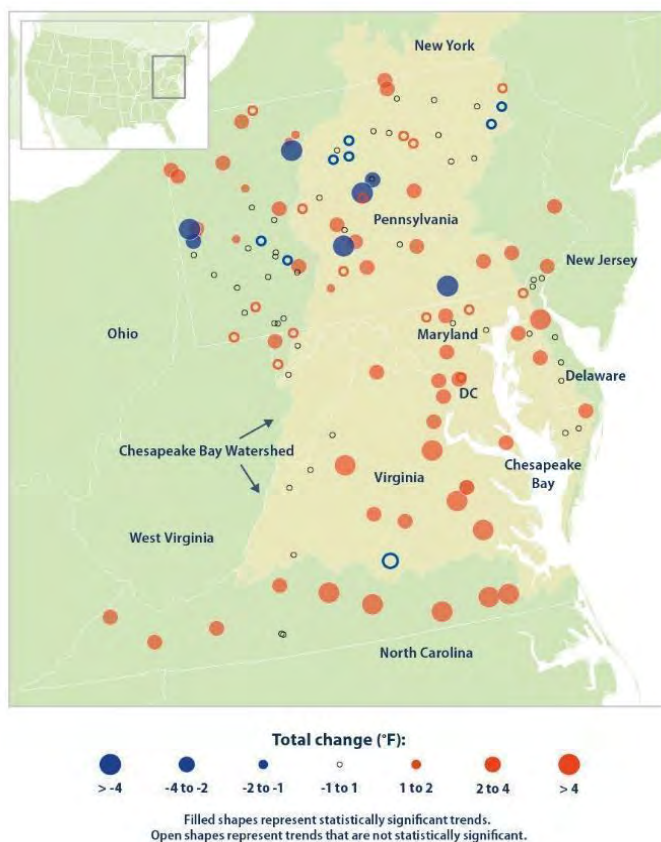 New York
Pennsylvania
New Jersey
Ohio
Maryland
Delaware
DC
Chesapeake Bay Watershed
Virginia
Chesapeake
Bay
West Virginia
North Carolina
Total change (°F):
> -4
-4 to -2
-2 to -1
-1 to 1
1 to 2
2 to 4
> 4
Filled shapes represent statistically significant trends.
Open shapes represent trends that are not statistically significant.